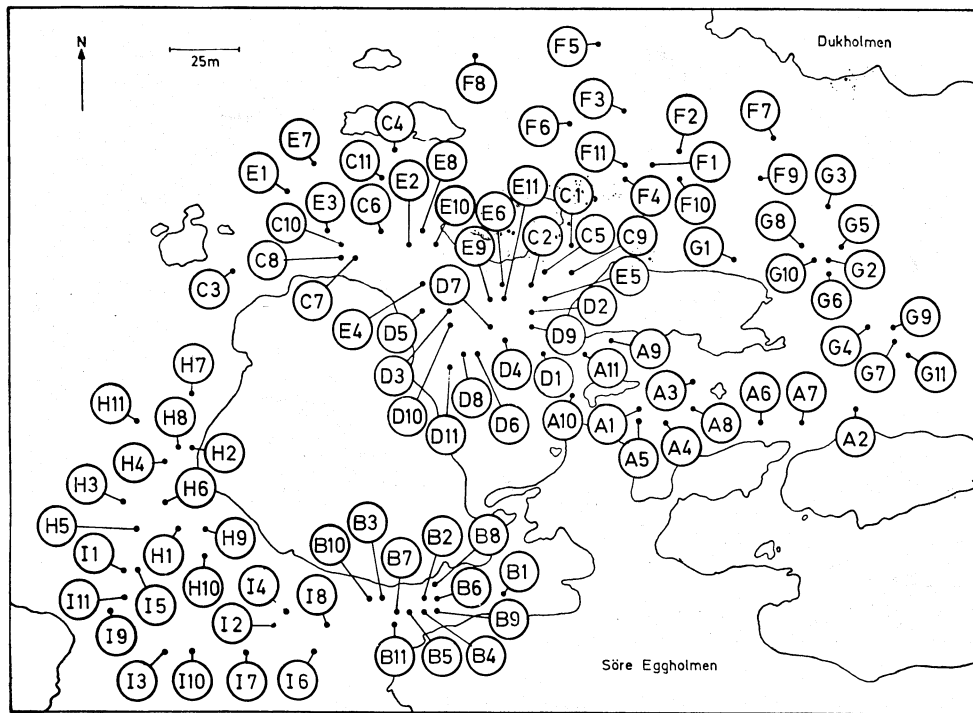 F5
Dukholmen
N
25m
F8
F3
F2
F7
C4
F6
E7
E8
C11
E2
F11
F1
E1
E11
C1
F9
G3
E3
C6
E10
E6
F4
F10
C10
C2
C5
C9
G8
G5
E9
G1
C8
C3
D7
E5
G10
G2
C7
D2
G6
E4
D5
D9
G9
A9
G4
H7
D3
D4
D1
A11
G7
G11
D8
A3
A6
A7
H11
H8
D10
D6
A10
A1
A8
D11
A4
A2
H4
H2
A5
H3
H6
B3
B8
H5
H9
B10
B2
H1
B7
I1
B1
H10
I4
I8
B6
I11
I5
I9
I2
B9
B11
B5
B4
Söre Eggholmen
I3
I10
I7
I6